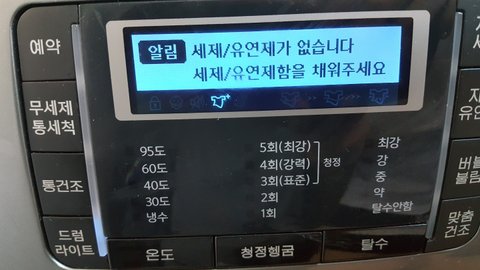 예약
알림 세제/유연제가 없습니다
세제/유연제함을 채워주세요
무세제
통세척
통건조
드럼
라이트
95도
60도
40도
30도
냉수
5회(최강)
4회(강력)
3회(표준)
2회
1회
청정
최강
강
중
약
탈수안함
온도
청정헹굼
탈수
유연
버블
불림
맞춤
건조